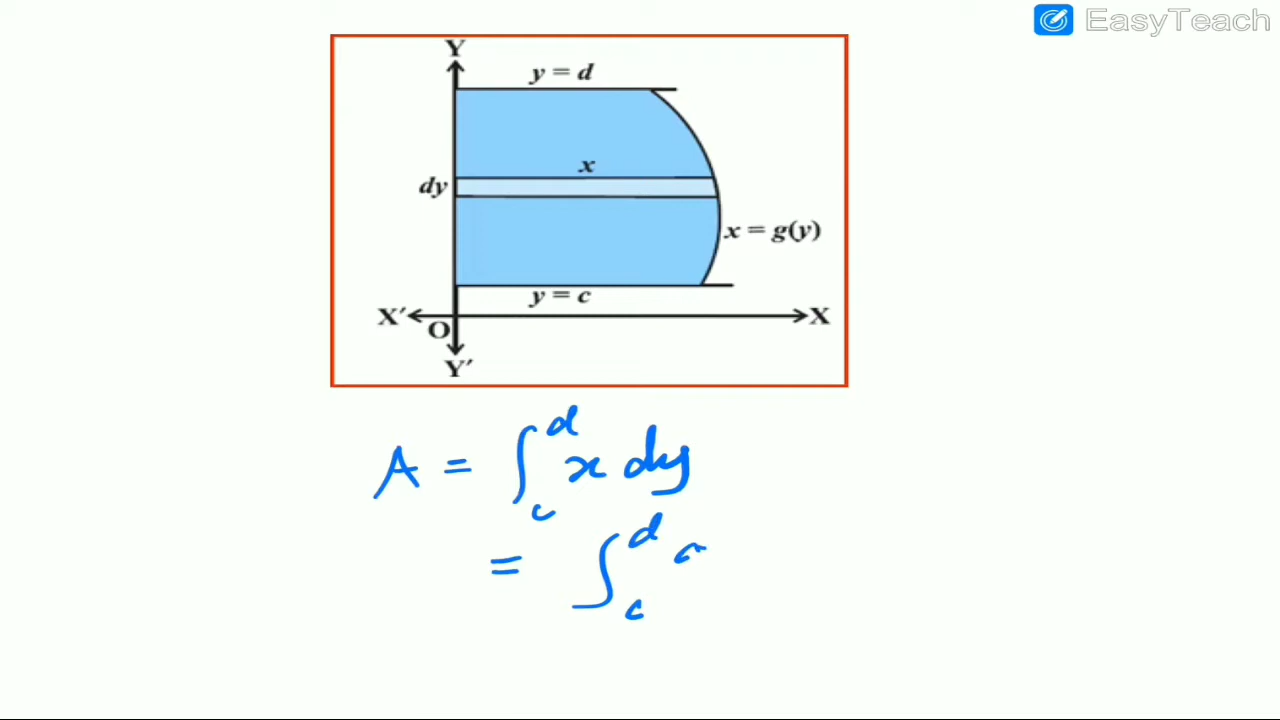 EasyTeach
Y
y = d
x
dy
x = g(y)
y = c
X′
O
X
Y′
A = ∫_c^d x dy
= ∫_c^d